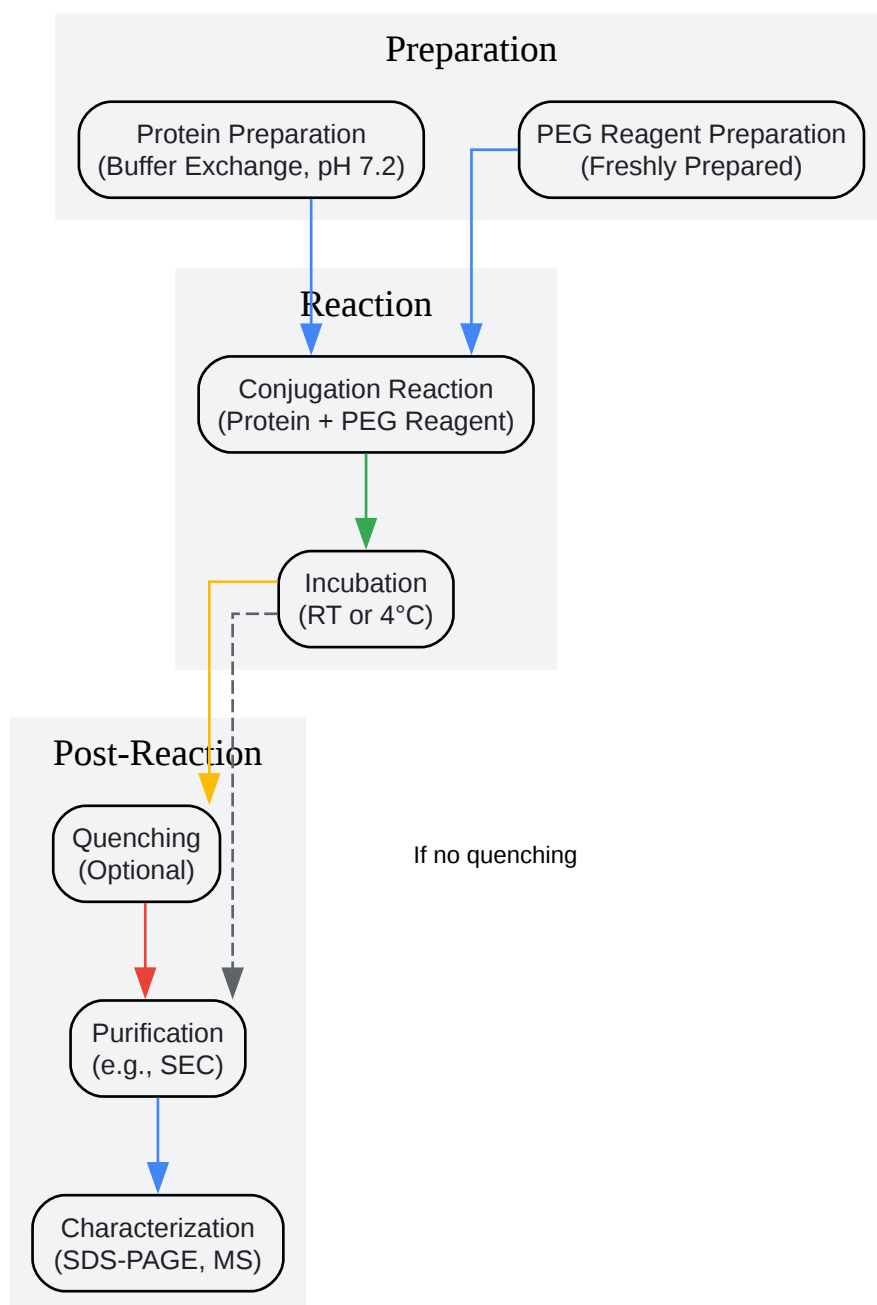 Preparation
Protein Preparation
(Buffer Exchange, pH 7.2)
PEG Reagent Preparation
(Freshly Prepared)
Reaction
Conjugation Reaction
(Protein + PEG Reagent)
Incubation
(RT or 4°C)
Post-Reaction
Quenching
(Optional)
If no quenching
Purification
(e.g., SEC)
Characterization
(SDS-PAGE, MS)